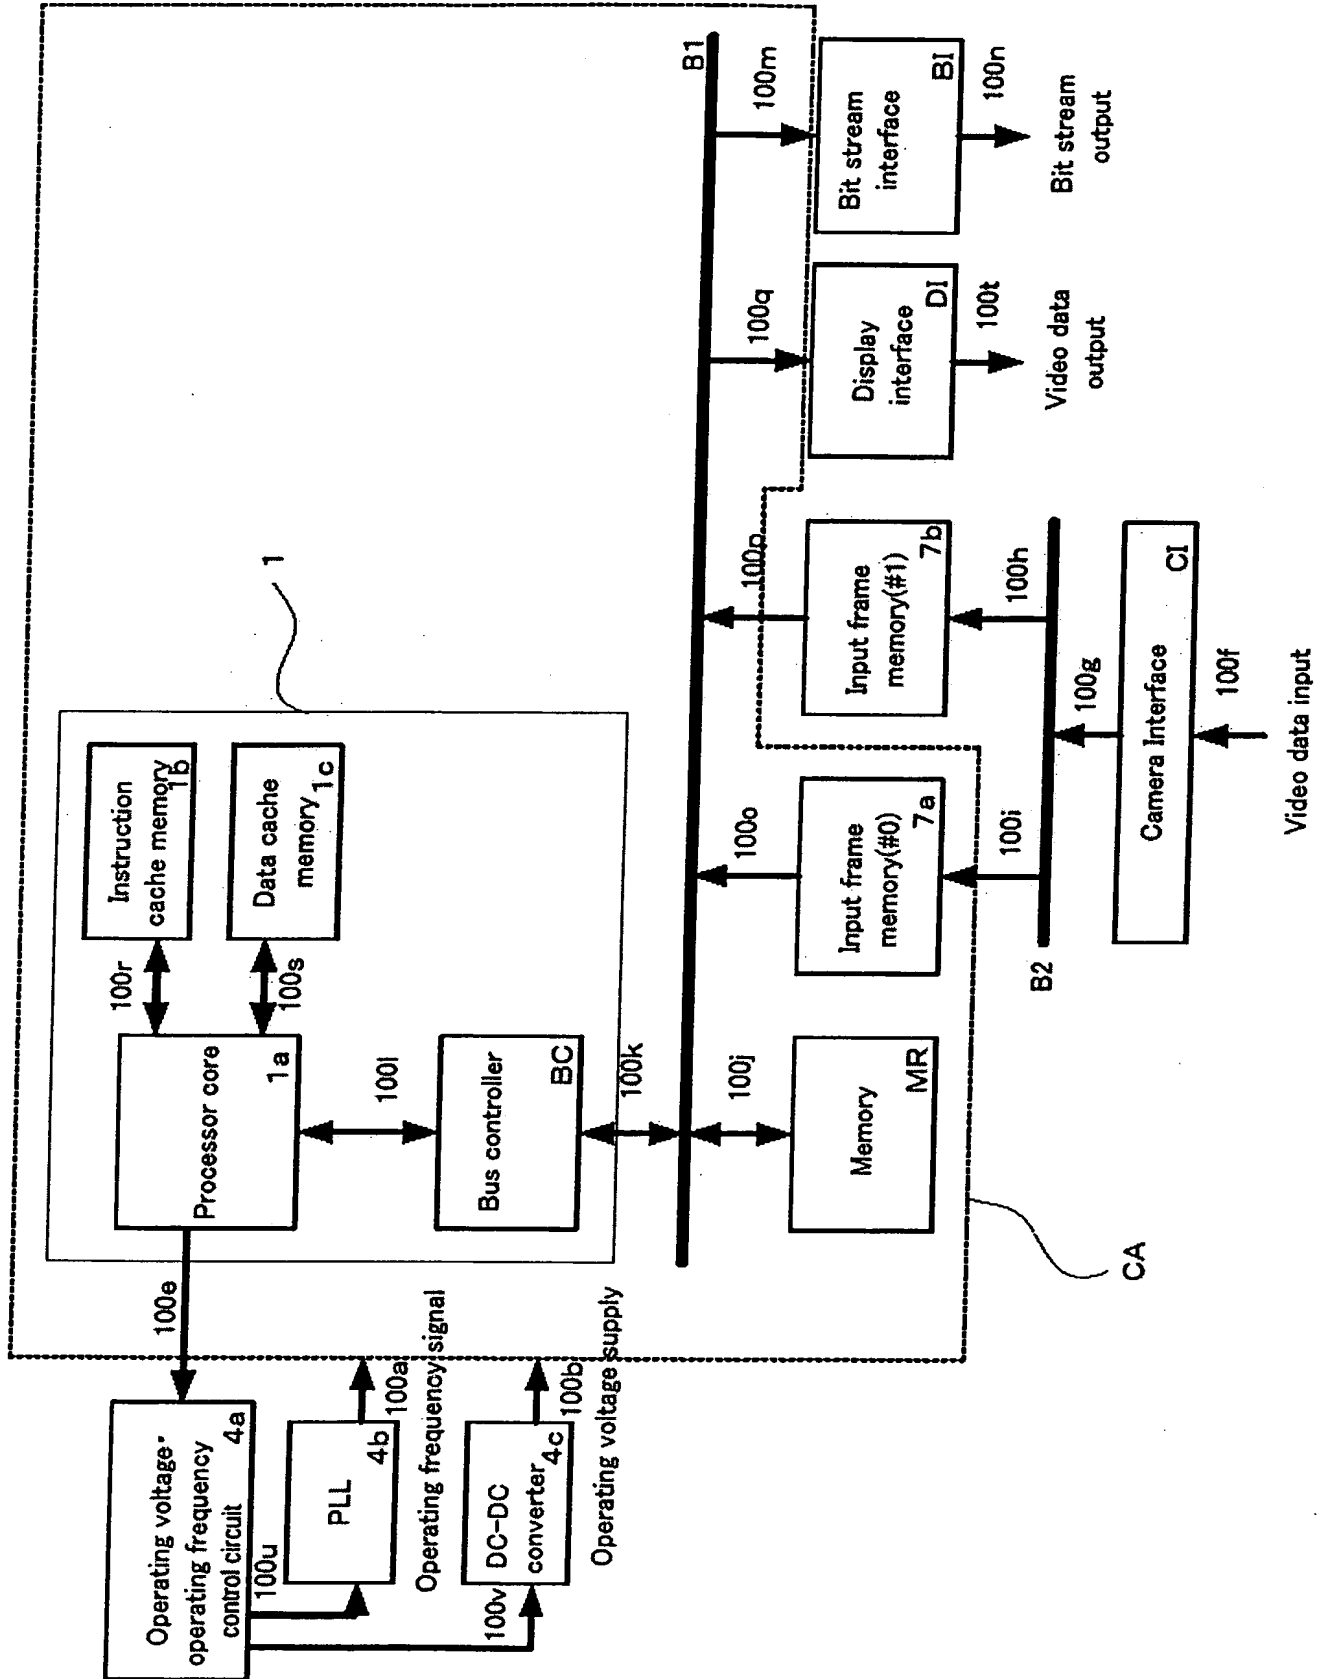 Operating voltage・
operating frequency
control circuit
4a
100u
100v
PLL
4b
100a
Operating frequency signal
DC-DC
converter
4c
100b
Operating voltage supply
100e
Processor core
1a
100r
100s
Instruction
cache memory
1b
Data cache
memory
1c
1
100l
Bus controller
BC
100k
B1
100j
Memory
MR
100o
Input frame
memory(#0)
7a
100p
Input frame
memory(#1)
7b
100q
Display
interface
DI
100t
Video data
output
100m
Bit stream
interface
BI
100n
Bit stream
output
100i
100h
B2
100g
Camera Interface
CI
100f
Video data input
CA